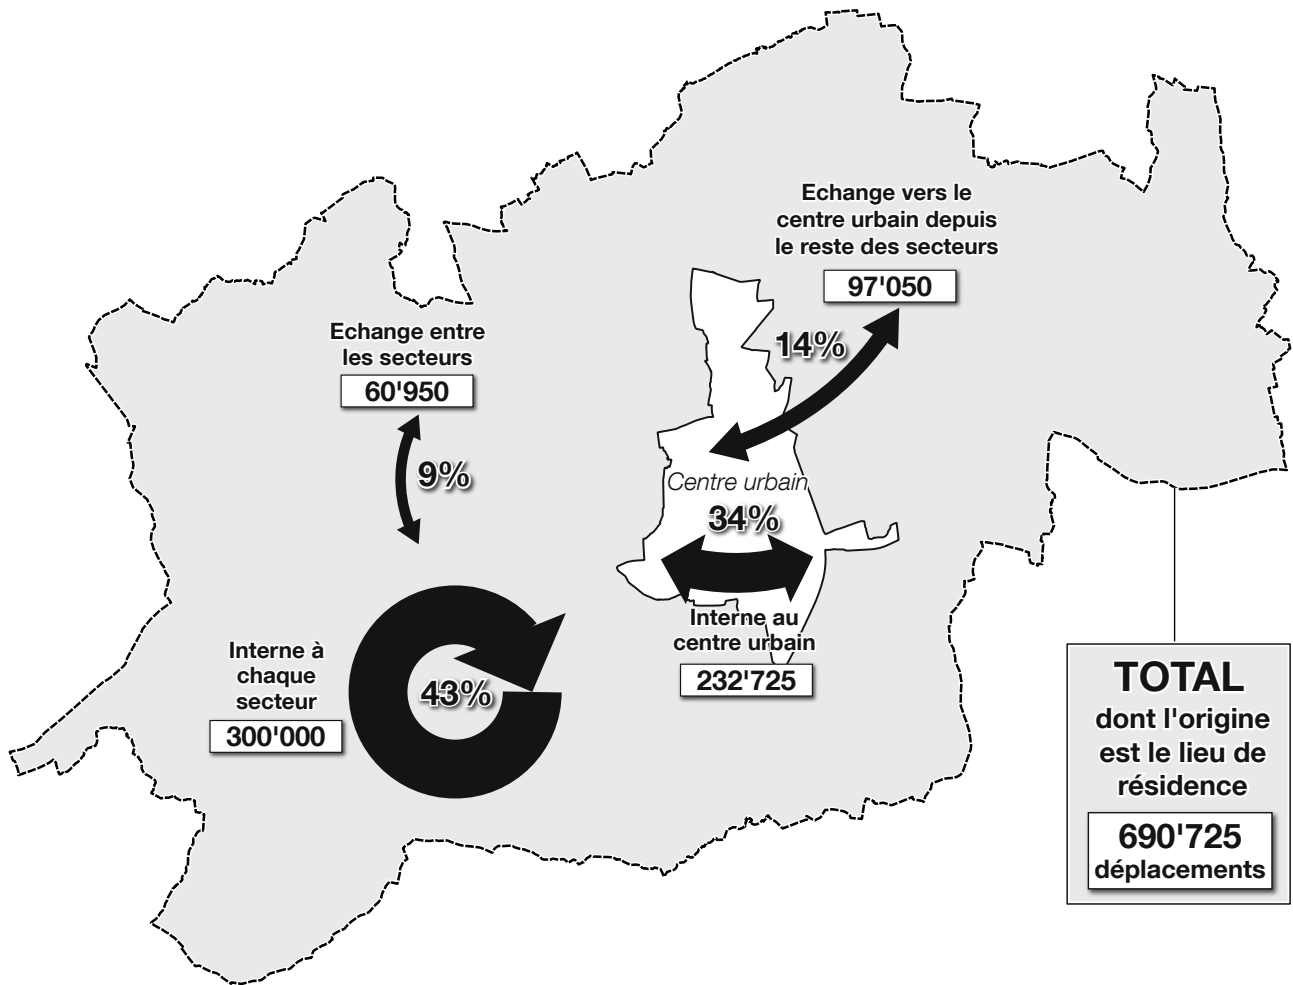 Echange vers le
centre urbain depuis
le reste des secteurs
97'050
14%
Echange entre
les secteurs
60'950
9%
Centre urbain
34%
Interne au
centre urbain
232'725
Interne à
chaque
secteur
300'000
43%
TOTAL
dont l'origine
est le lieu de
résidence
690'725
déplacements